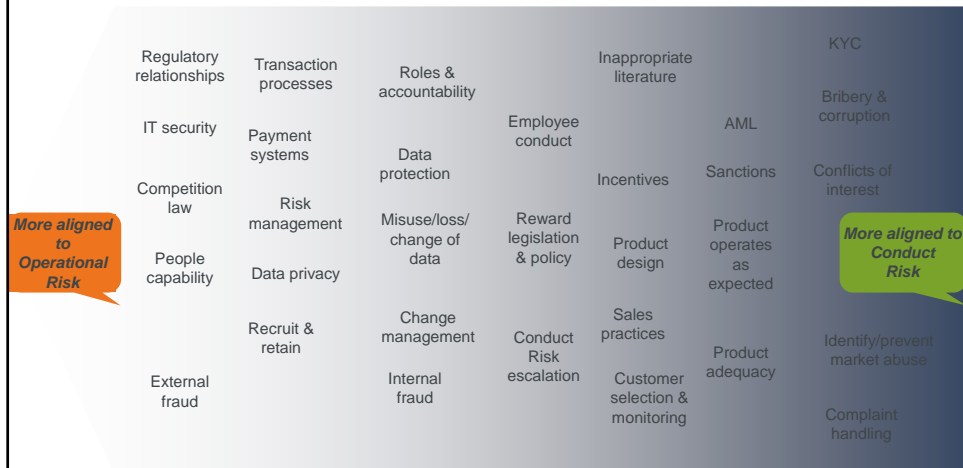 More aligned
to
Operational
Risk
Regulatory
relationships
IT security
Competition
law
People
capability
External
fraud
Transaction
processes
Payment
systems
Risk
management
Data privacy
Recruit &
retain
Roles &
accountability
Data
protection
Misuse/loss/
change of
data
Change
management
Internal
fraud
Employee
conduct
Reward
legislation
& policy
Conduct
Risk
escalation
Inappropriate
literature
Incentives
Product
design
Sales
practices
Customer
selection &
monitoring
AML
Sanctions
Product
operates
as
expected
Product
adequacy
KYC
Bribery &
corruption
Conflicts of
interest
More aligned to
Conduct
Risk
Identify/prevent
market abuse
Complaint
handling